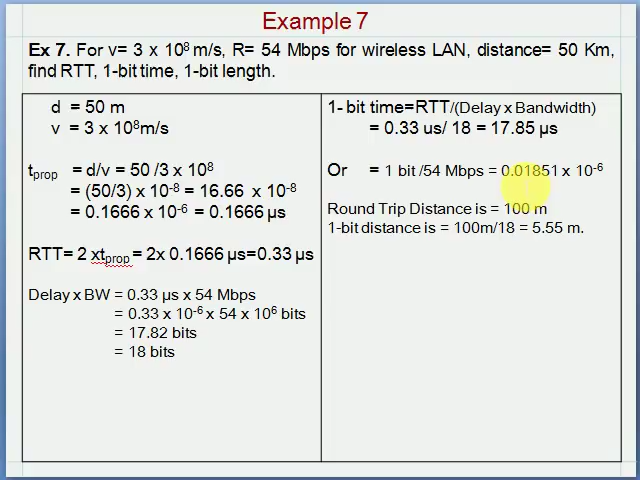 Example 7
Ex 7. For v= 3 x 10⁸ m/s, R= 54 Mbps for wireless LAN, distance= 50 Km,
find RTT, 1-bit time, 1-bit length.
d = 50 m
v = 3 x 10⁸m/s
tprop = d/v = 50 /3 x 10⁸
= (50/3) x 10⁻⁸ = 16.66 x 10⁻⁸
= 0.1666 x 10⁻⁶ = 0.1666 µs
RTT= 2 xtprop= 2x 0.1666 µs=0.33 µs
Delay x BW = 0.33 µs x 54 Mbps
= 0.33 x 10⁻⁶ x 54 x 10⁶ bits
= 17.82 bits
= 18 bits
1- bit time=RTT/(Delay x Bandwidth)
= 0.33 us/ 18 = 17.85 µs
Or = 1 bit /54 Mbps = 0.01851 x 10⁻⁶
Round Trip Distance is = 100 m
1-bit distance is = 100m/18 = 5.55 m.